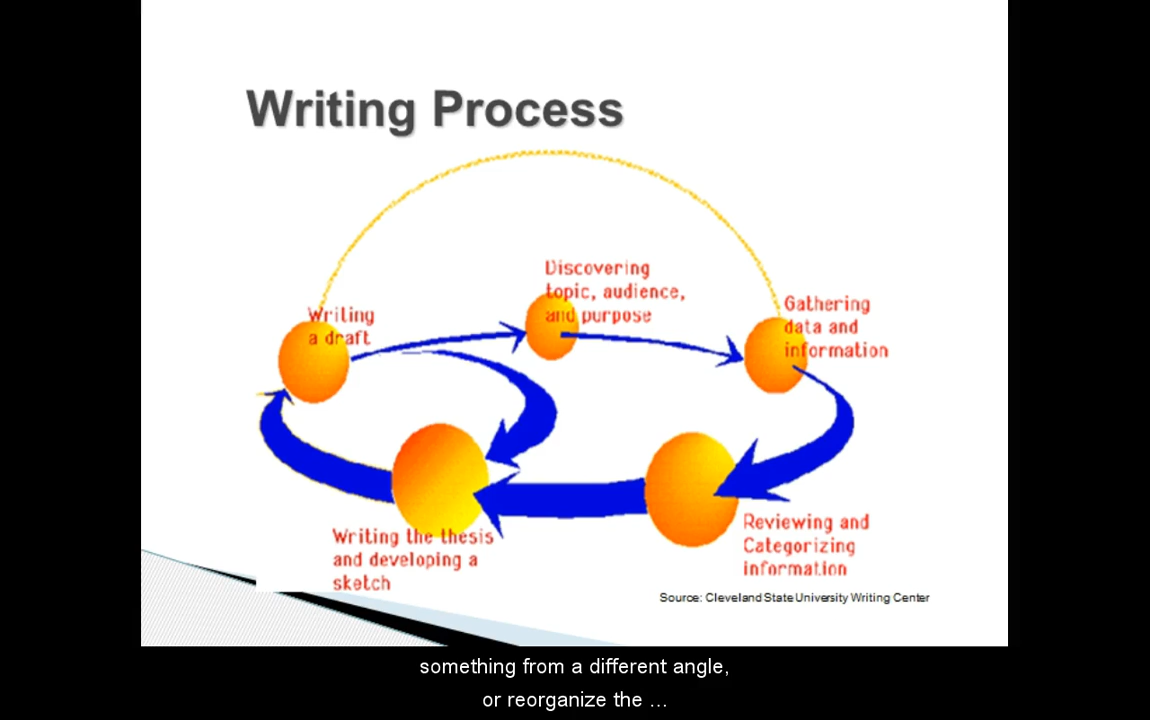 Writing Process
Discovering
topic, audience,
and purpose
Writing
a draft
Gathering
data and
information
Writing the thesis
and developing a
sketch
Reviewing and
Categorizing
information
Source: Cleveland State University Writing Center
something from a different angle,
or reorganize the ...